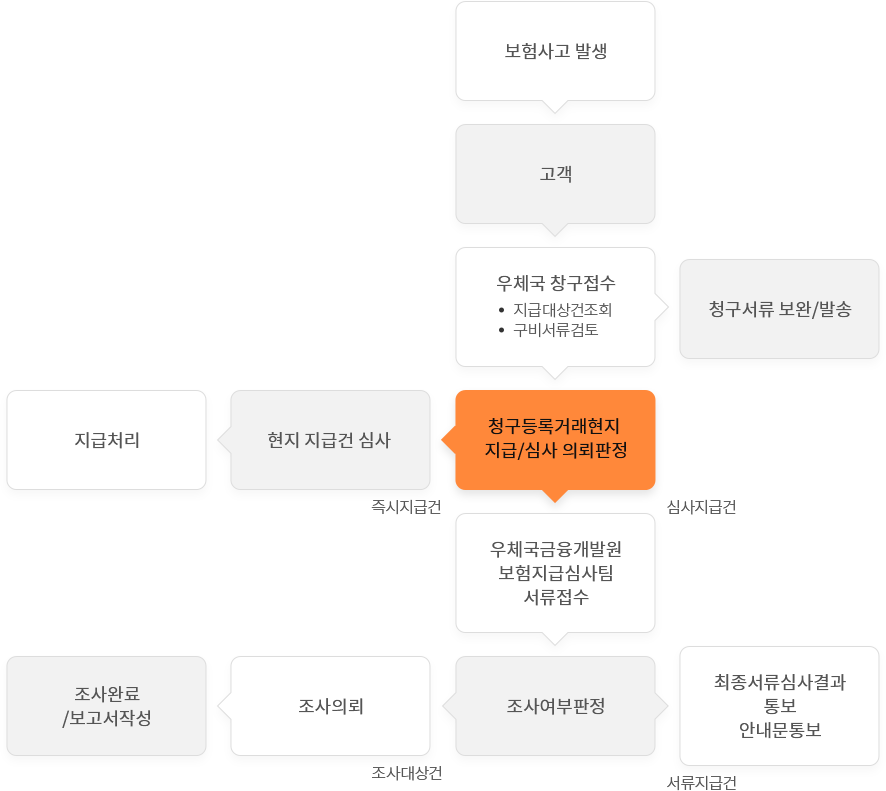 보험사고 발생
고객
우체국 창구접수
• 지급대상건조회
• 구비서류검토
청구서류 보완/발송
지급처리
현지 지급건 심사
청구등록거래현지
지급/심사 의뢰판정
즉시지급건
심사지급건
우체국금융개발원
보험지급심사팀
서류접수
조사완료
/보고서작성
조사의뢰
조사여부판정
최종서류심사결과
통보
안내문통보
조사대상건
서류지급건